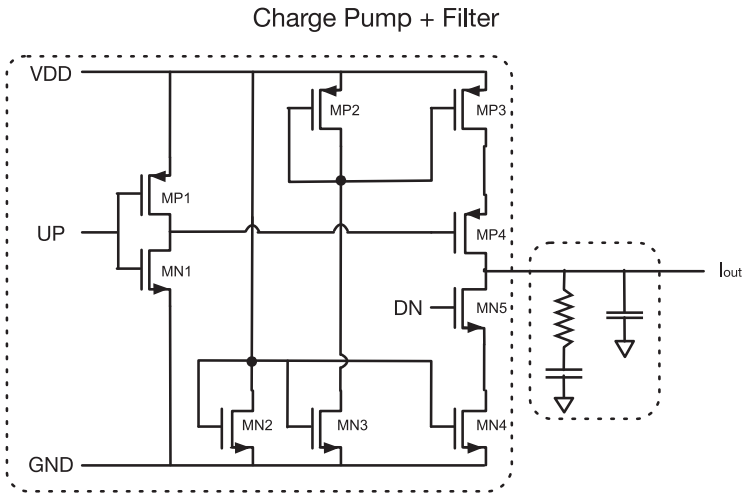 Charge Pump + Filter
VDD
MP2
MP3
MP1
UP
MP4
MN1
Iout
DN
MN5
MN2
MN3
MN4
GND